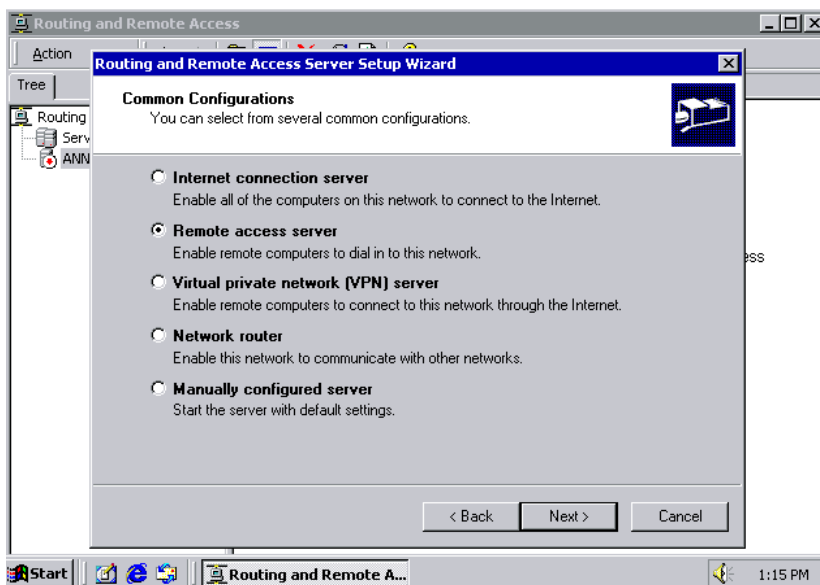 Routing and Remote Access
Action
Tree
Routing
Serv
ANN
ess
Routing and Remote Access Server Setup Wizard
Common Configurations
You can select from several common configurations.
Internet connection server
Enable all of the computers on this network to connect to the Internet.
Remote access server
Enable remote computers to dial in to this network.
Virtual private network (VPN) server
Enable remote computers to connect to this network through the Internet.
Network router
Enable this network to communicate with other networks.
Manually configured server
Start the server with default settings.
< Back
Next >
Cancel
Start
Routing and Remote A...
1:15 PM